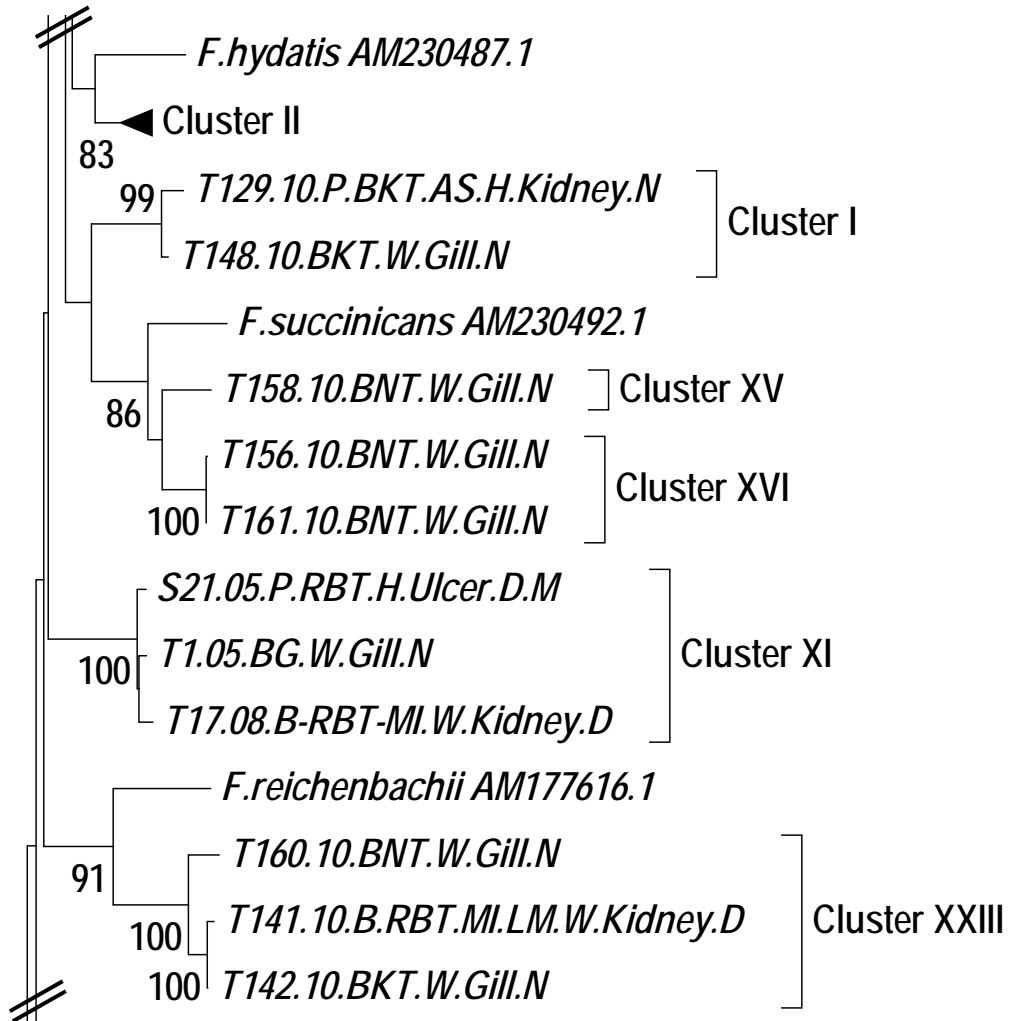 F.hydatis AM230487.1
Cluster II
83
99
T129.10.P.BKT.AS.H.Kidney.N
T148.10.BKT.W.Gill.N
Cluster I
F.succinicans AM230492.1
86
T158.10.BNT.W.Gill.N
Cluster XV
T156.10.BNT.W.Gill.N
100
T161.10.BNT.W.Gill.N
Cluster XVI
S21.05.P.RBT.H.Ulcer.D.M
100
T1.05.BG.W.Gill.N
T17.08.B-RBT-MI.W.Kidney.D
Cluster XI
F.reichenbachii AM177616.1
91
T160.10.BNT.W.Gill.N
100
T141.10.B.RBT.MI.LM.W.Kidney.D
100
T142.10.BKT.W.Gill.N
Cluster XXIII